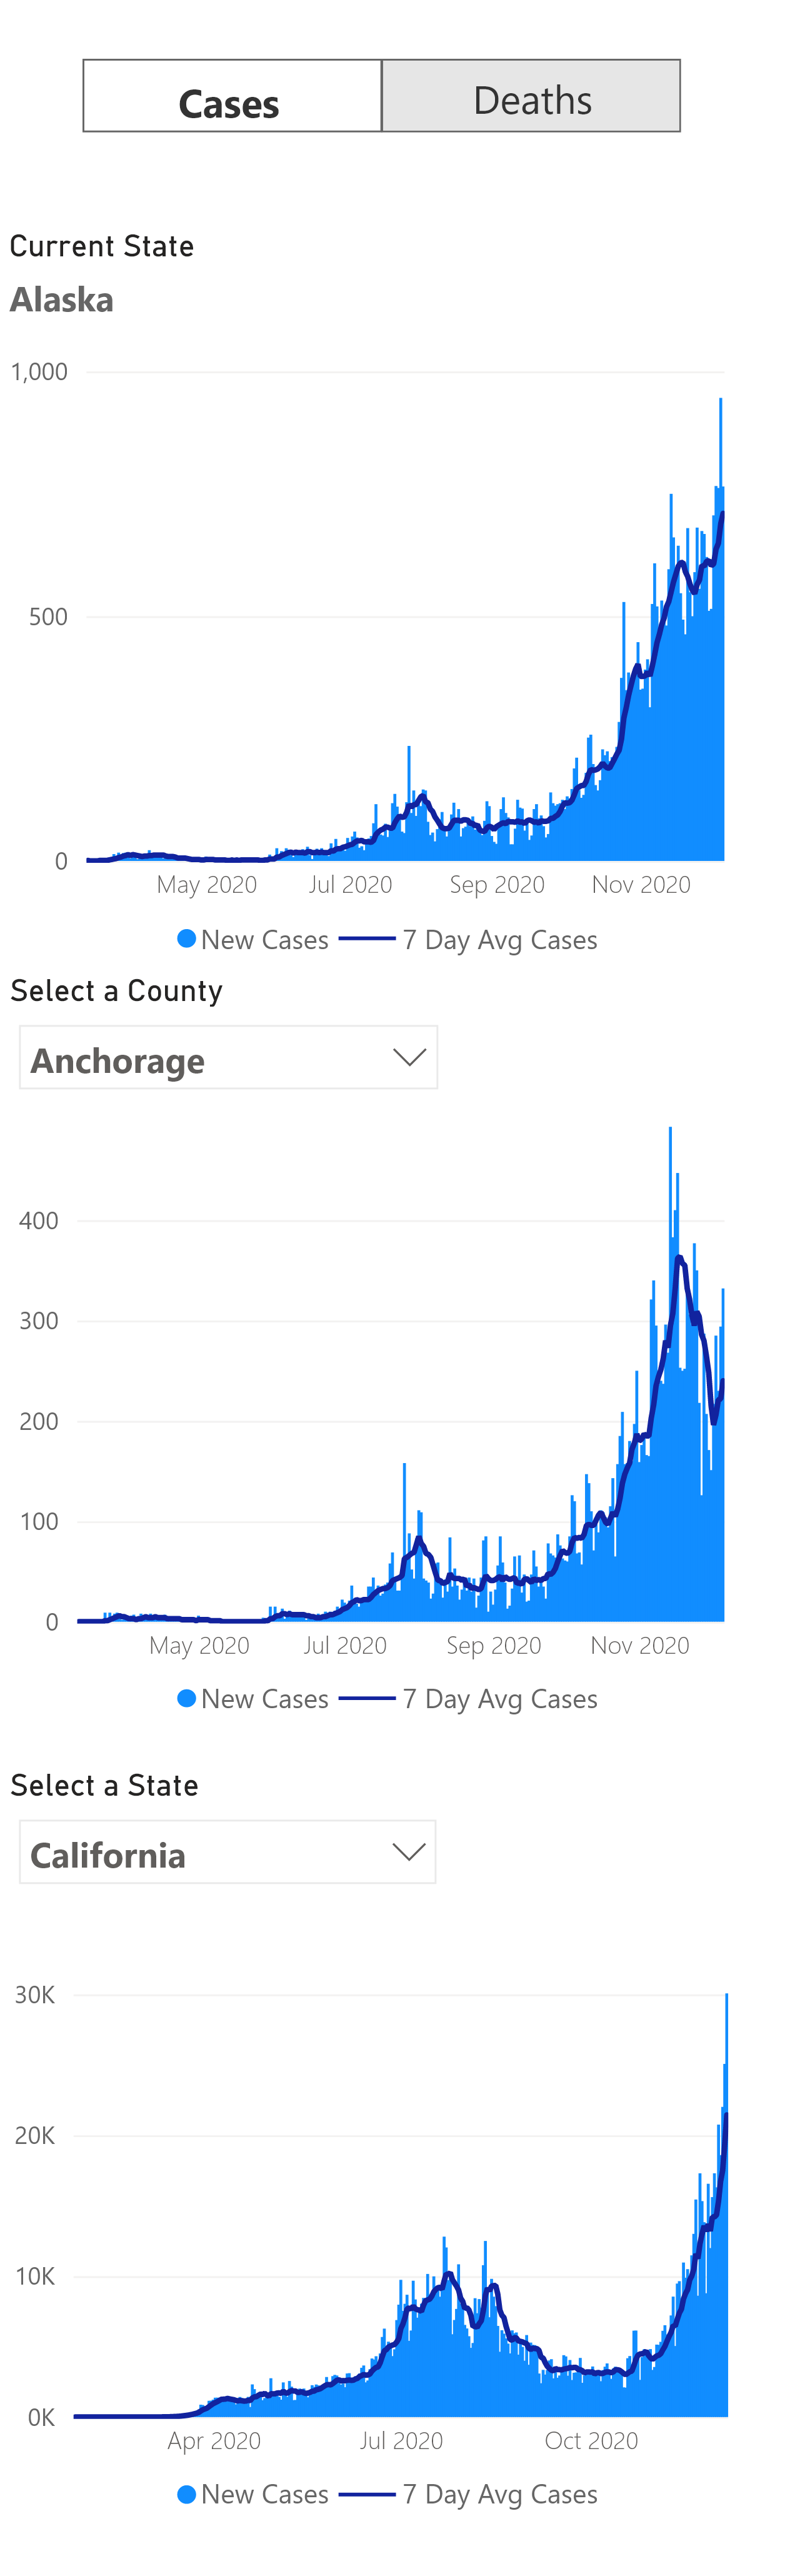 Cases Deaths
Current State
Alaska
1,000
500
0
May 2020 Jul 2020 Sep 2020 Nov 2020
New Cases 7 Day Avg Cases
Select a County
Anchorage
400
300
200
100
0
May 2020 Jul 2020 Sep 2020 Nov 2020
New Cases 7 Day Avg Cases
Select a State
California
30K
20K
10K
0K
Apr 2020 Jul 2020 Oct 2020
New Cases 7 Day Avg Cases